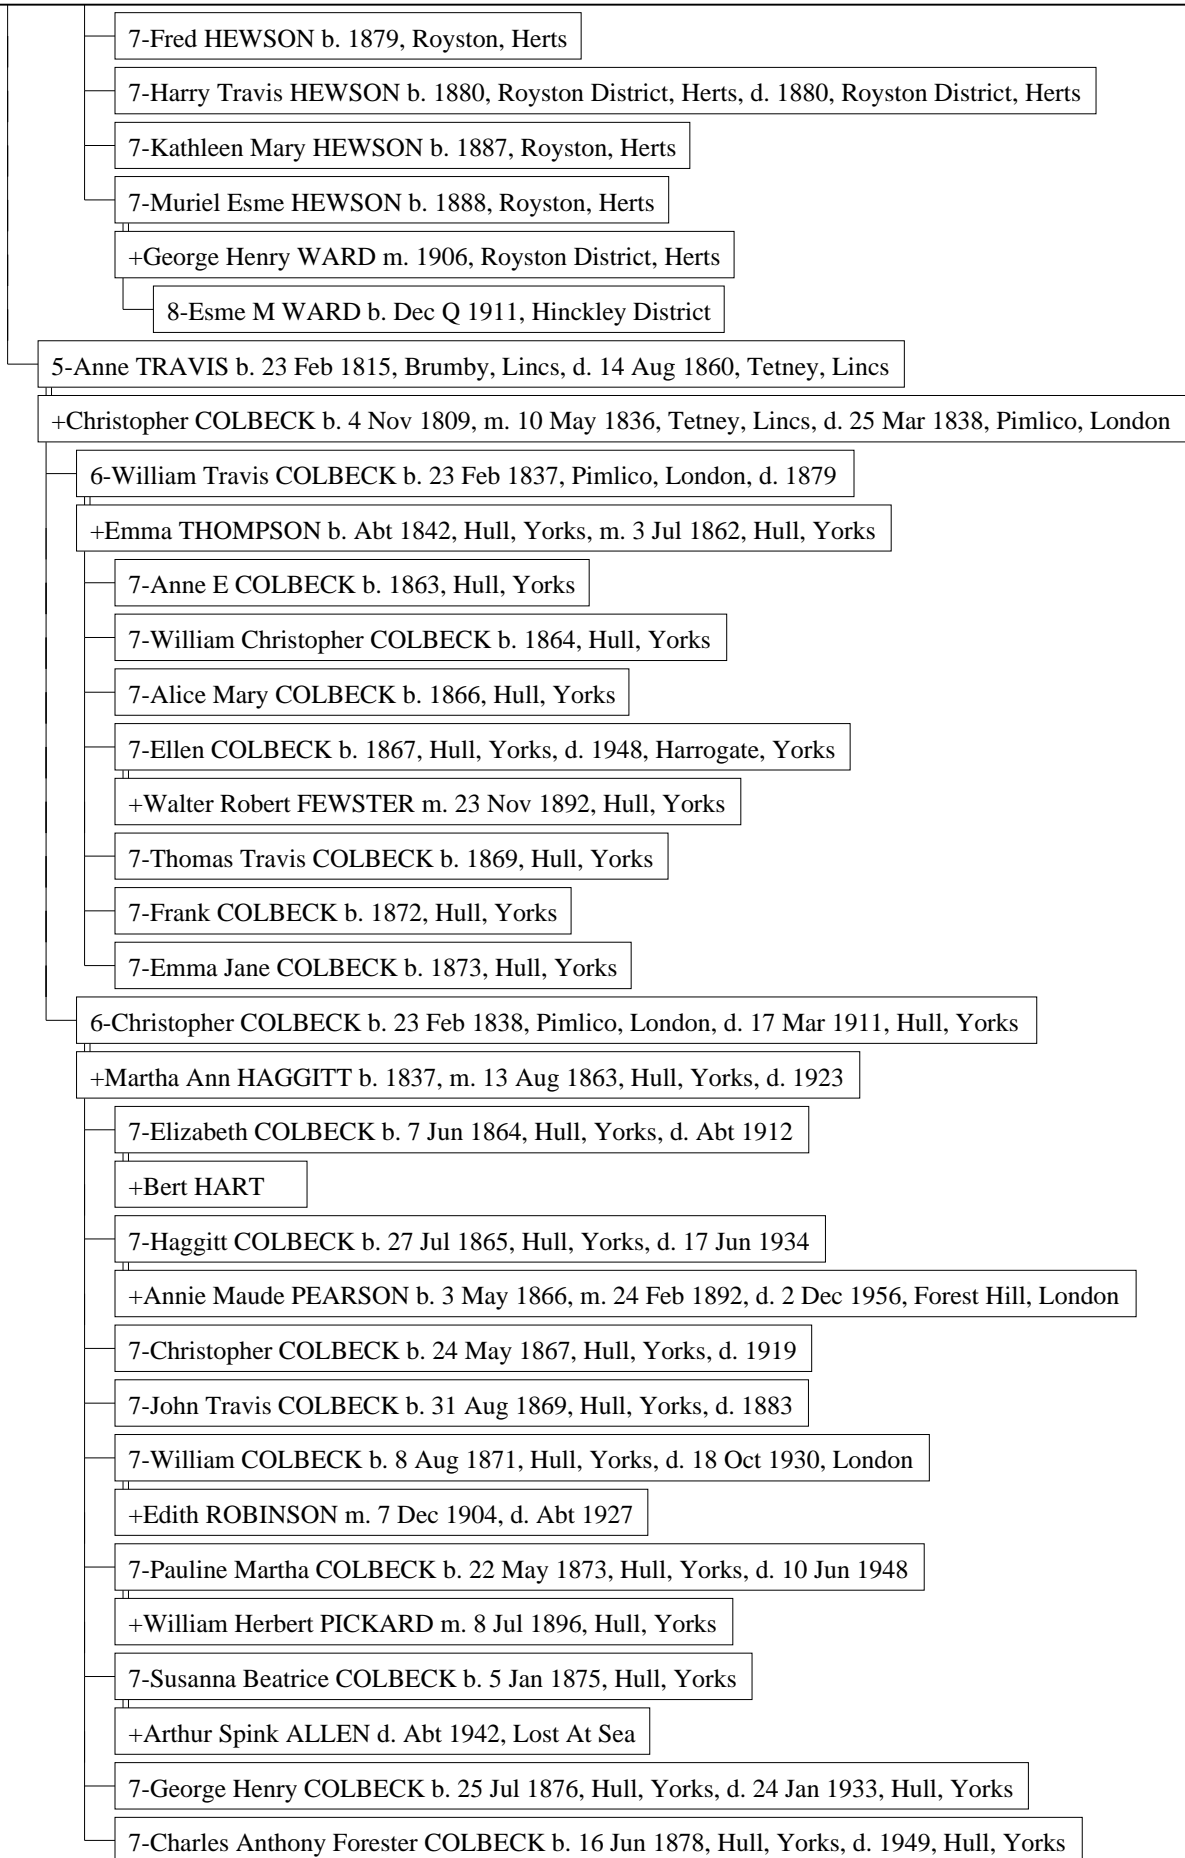 7-Fred HEWSON b. 1879, Royston, Herts
7-Harry Travis HEWSON b. 1880, Royston District, Herts, d. 1880, Royston District, Herts
7-Kathleen Mary HEWSON b. 1887, Royston, Herts
7-Muriel Esme HEWSON b. 1888, Royston, Herts
+George Henry WARD m. 1906, Royston District, Herts
8-Esme M WARD b. Dec Q 1911, Hinckley District
5-Anne TRAVIS b. 23 Feb 1815, Brumby, Lincs, d. 14 Aug 1860, Tetney, Lincs
+Christopher COLBECK b. 4 Nov 1809, m. 10 May 1836, Tetney, Lincs, d. 25 Mar 1838, Pimlico, London
6-William Travis COLBECK b. 23 Feb 1837, Pimlico, London, d. 1879
+Emma THOMPSON b. Abt 1842, Hull, Yorks, m. 3 Jul 1862, Hull, Yorks
7-Anne E COLBECK b. 1863, Hull, Yorks
7-William Christopher COLBECK b. 1864, Hull, Yorks
7-Alice Mary COLBECK b. 1866, Hull, Yorks
7-Ellen COLBECK b. 1867, Hull, Yorks, d. 1948, Harrogate, Yorks
+Walter Robert FEWSTER m. 23 Nov 1892, Hull, Yorks
7-Thomas Travis COLBECK b. 1869, Hull, Yorks
7-Frank COLBECK b. 1872, Hull, Yorks
7-Emma Jane COLBECK b. 1873, Hull, Yorks
6-Christopher COLBECK b. 23 Feb 1838, Pimlico, London, d. 17 Mar 1911, Hull, Yorks
+Martha Ann HAGGITT b. 1837, m. 13 Aug 1863, Hull, Yorks, d. 1923
7-Elizabeth COLBECK b. 7 Jun 1864, Hull, Yorks, d. Abt 1912
+Bert HART
7-Haggitt COLBECK b. 27 Jul 1865, Hull, Yorks, d. 17 Jun 1934
+Annie Maude PEARSON b. 3 May 1866, m. 24 Feb 1892, d. 2 Dec 1956, Forest Hill, London
7-Christopher COLBECK b. 24 May 1867, Hull, Yorks, d. 1919
7-John Travis COLBECK b. 31 Aug 1869, Hull, Yorks, d. 1883
7-William COLBECK b. 8 Aug 1871, Hull, Yorks, d. 18 Oct 1930, London
+Edith ROBINSON m. 7 Dec 1904, d. Abt 1927
7-Pauline Martha COLBECK b. 22 May 1873, Hull, Yorks, d. 10 Jun 1948
+William Herbert PICKARD m. 8 Jul 1896, Hull, Yorks
7-Susanna Beatrice COLBECK b. 5 Jan 1875, Hull, Yorks
+Arthur Spink ALLEN d. Abt 1942, Lost At Sea
7-George Henry COLBECK b. 25 Jul 1876, Hull, Yorks, d. 24 Jan 1933, Hull, Yorks
7-Charles Anthony Forester COLBECK b. 16 Jun 1878, Hull, Yorks, d. 1949, Hull, Yorks